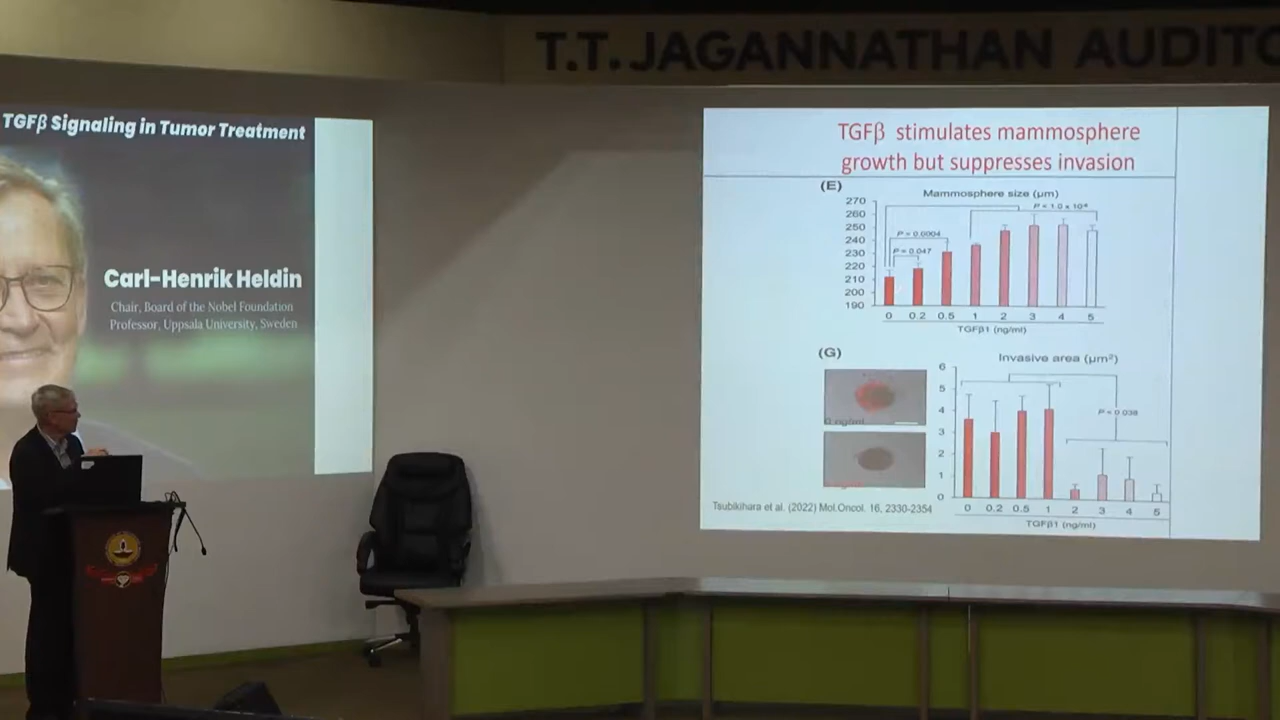 T.T. JAGANNATHAN AUDITO
TGFβ Signaling in Tumor Treatment
Carl-Henrik Heldin
Chair, Board of the Nobel Foundation
Professor, Uppsala University, Sweden
TGFβ stimulates mammosphere
growth but suppresses invasion
(E)
Mammosphere size (μm)
270
260
250
240
230
220
210
200
190
P = 0.0004
P = 0.047
0 0.2 0.5 1 2 3 4 5
TGFβ1 (ng/ml)
(G)
0 ng/ml
Invasive area (μm²)
6
5
4
3
2
1
0
P = 0.038
0 0.2 0.5 1 2 3 4 5
TGFβ1 (ng/ml)
Tsubikihara et al. (2022) Mol.Oncol. 16, 2330-2354